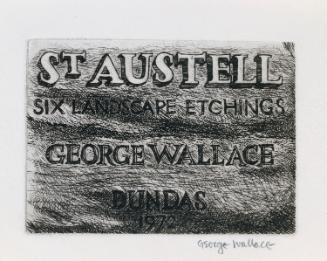 ST AUSTELL
SIX LANDSCAPE ETCHINGS
GEORGE WALLACE
DUNDAS
1972
George Wallace